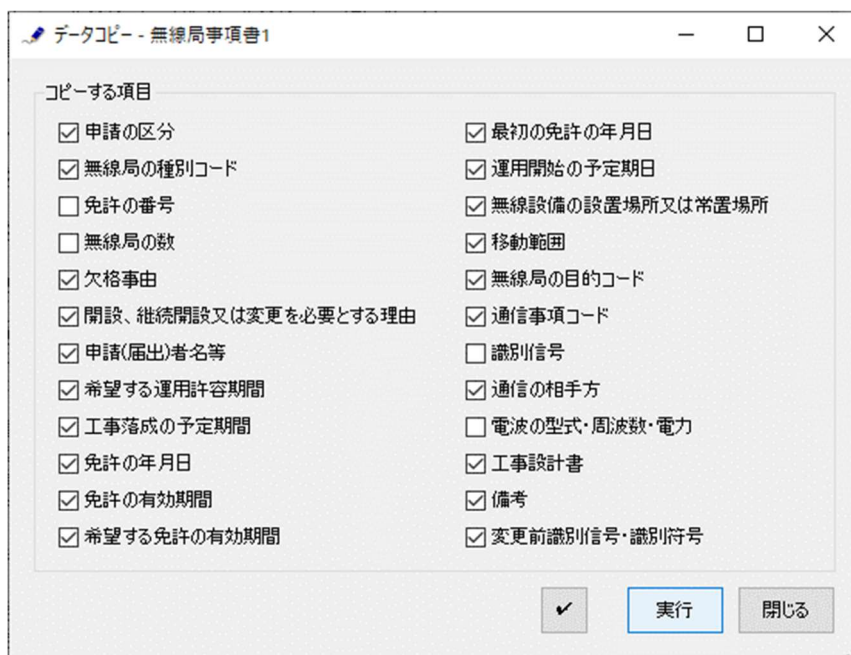 データコピー - 無線局事項書1
コピーする項目
申請の区分
無線局の種別コード
免許の番号
無線局の数
欠格事由
開設、継続開設又は変更を必要とする理由
申請(届出)者名等
希望する運用許容期間
工事落成の予定期間
免許の年月日
免許の有効期間
希望する免許の有効期間
最初の免許の年月日
運用開始の予定期日
無線設備の設置場所又は常置場所
移動範囲
無線局の目的コード
通信事項コード
識別信号
通信の相手方
電波の型式・周波数・電力
工事設計書
備考
変更前識別信号・識別符号
実行
閉じる